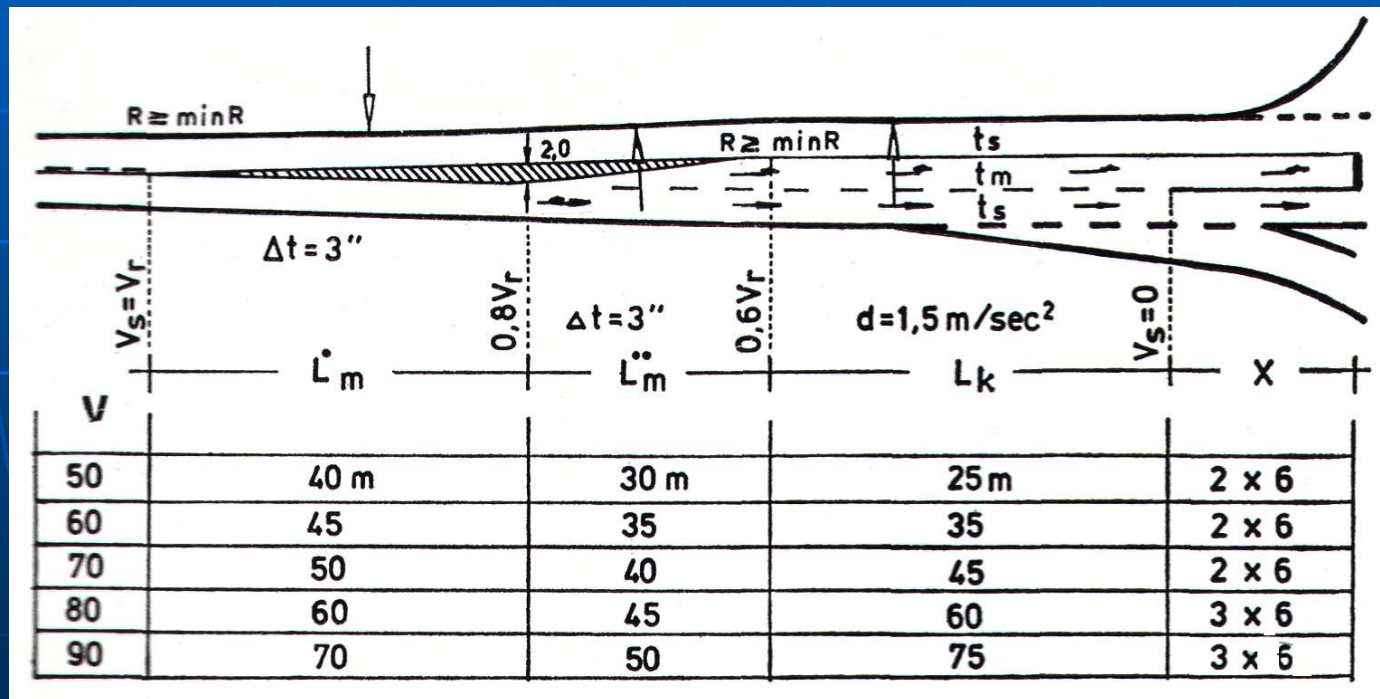 R ≥ minR
2,0
R ≥ minR
ts
tm
ts
Δt=3"
Vs=Vr
0,8Vr
Δt=3"
0,6Vr
d=1,5 m/sec²
Vs=0
L̇m L̈m Lk X
V
50 40 m 30 m 25 m 2 x 6
60 45 35 35 2 x 6
70 50 40 45 2 x 6
80 60 45 60 3 x 6
90 70 50 75 3 x 6